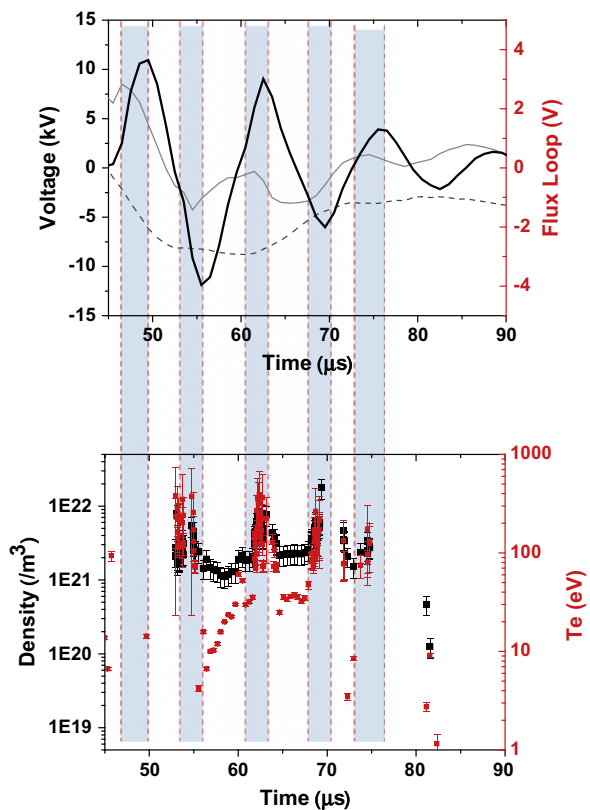 15
10
5
0
-5
-10
-15
Voltage (kV)
4
2
0
-2
-4
Flux Loop (V)
50 60 70 80 90
Time (µs)
1E22
1E21
1E20
1E19
Density (/m³)
1000
100
10
1
Te (eV)
50 60 70 80 90
Time (µs)